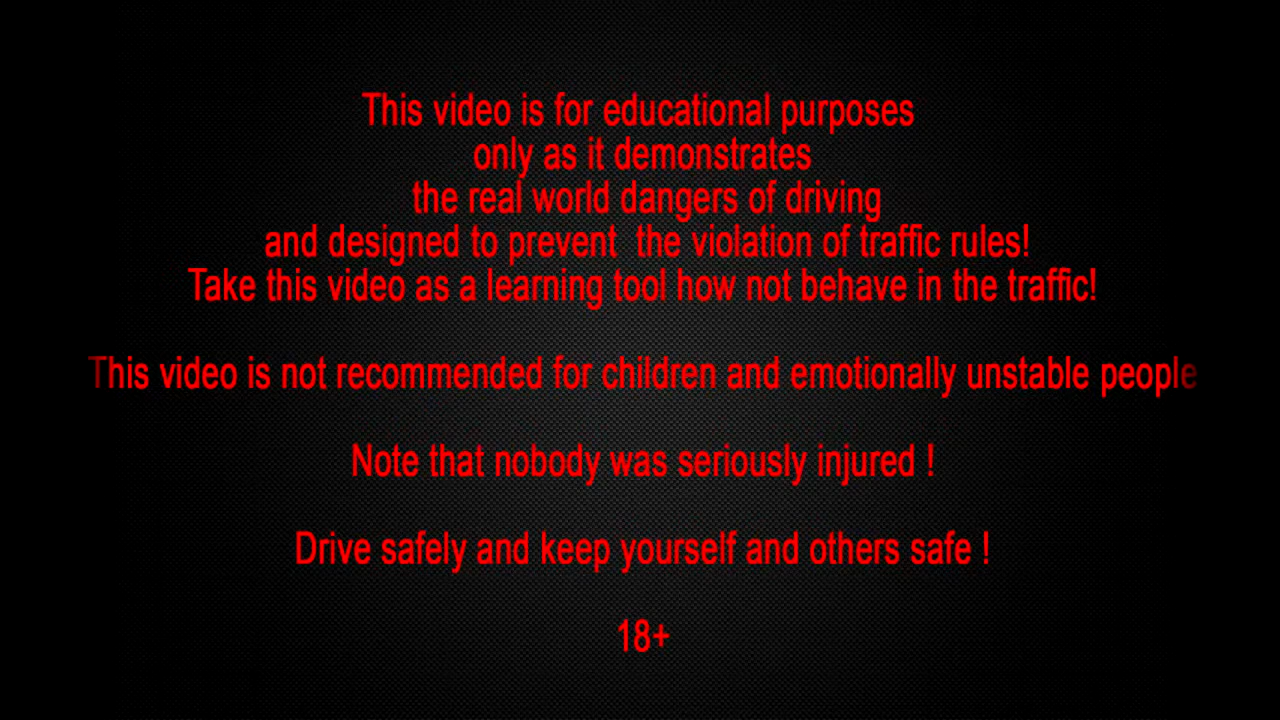 This video is for educational purposes
only as it demonstrates
the real world dangers of driving
and designed to prevent  the violation of traffic rules!
Take this video as a learning tool how not behave in the traffic!
This video is not recommended for children and emotionally unstable people
Note that nobody was seriously injured !
Drive safely and keep yourself and others safe !
18+